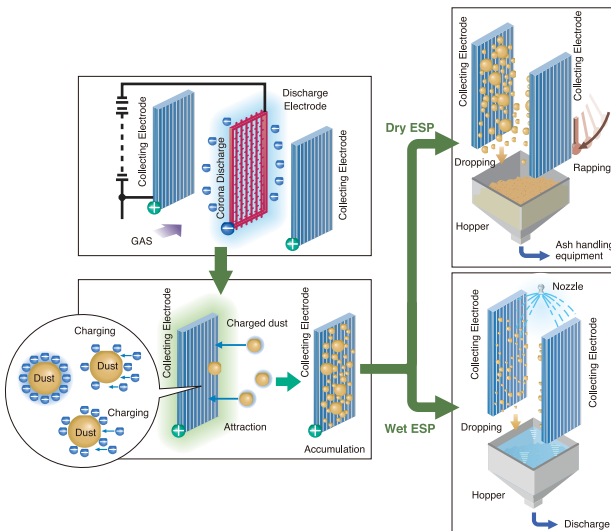 Collecting Electrode
Discharge
Electrode
Corona Discharge
Collecting Electrode
+
−
+
GAS
Collecting Electrode
Charged dust
Collecting Electrode
Charging
Dust
Dust
Charging
Dust
Attraction
+
+
Accumulation
Dry ESP
Wet ESP
Collecting Electrode
Collecting Electrode
Dropping
Rapping
Hopper
Ash handling
equipment
Nozzle
Collecting Electrode
Collecting Electrode
Dropping
Hopper
Discharge